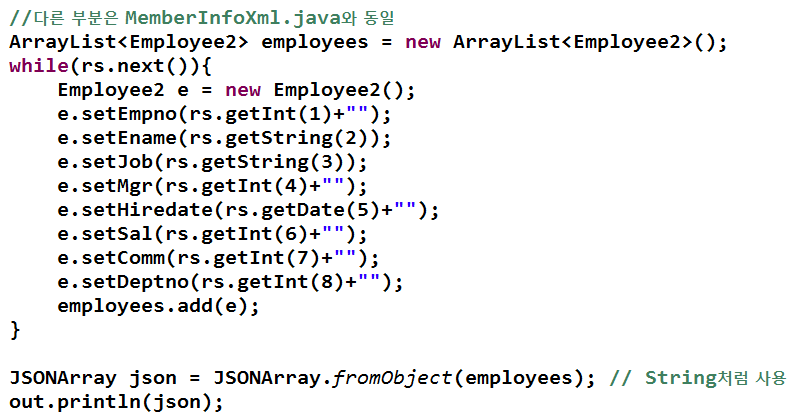 //다른 부분은 MemberInfoXml.java와 동일
ArrayList<Employee2> employees = new ArrayList<Employee2>();
while(rs.next()){
    Employee2 e = new Employee2();
    e.setEmpno(rs.getInt(1)+"");
    e.setEname(rs.getString(2));
    e.setJob(rs.getString(3));
    e.setMgr(rs.getInt(4)+"");
    e.setHiredate(rs.getDate(5)+"");
    e.setSal(rs.getInt(6)+"");
    e.setComm(rs.getInt(7)+"");
    e.setDeptno(rs.getInt(8)+"");
    employees.add(e);
}
JSONArray json = JSONArray.fromObject(employees); // String처럼 사용
out.println(json);